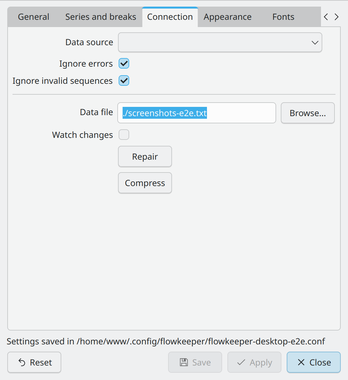 General Series and breaks Connection Appearance Fonts
Data source
Ignore errors
Ignore invalid sequences
Data file ./screenshots-e2e.txt Browse...
Watch changes
Repair
Compress
Settings saved in /home/www/.config/flowkeeper/flowkeeper-desktop-e2e.conf
Reset Save Apply Close